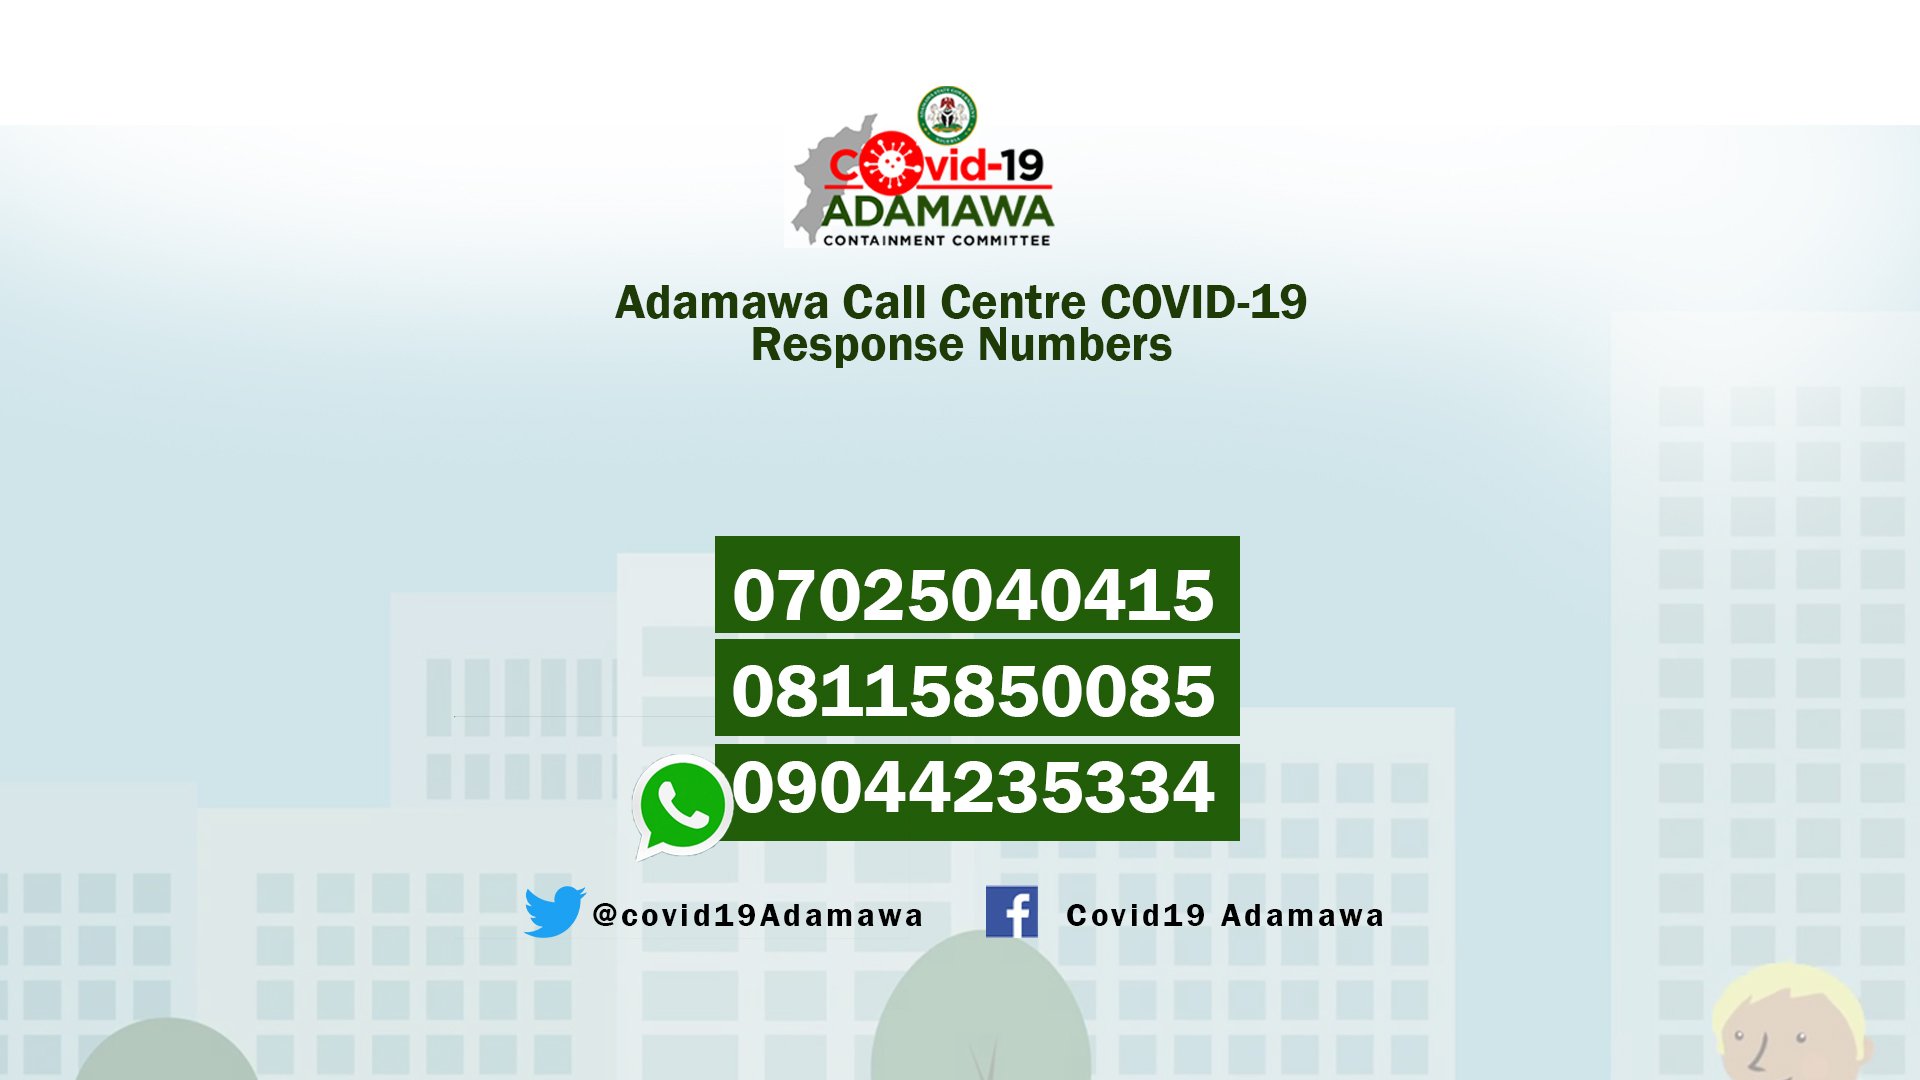 COvid-19
ADAMAWA
CONTAINMENT COMMITTEE
Adamawa Call Centre COVID-19
Response Numbers
07025040415
08115850085
09044235334
@covid19Adamawa
Covid19 Adamawa